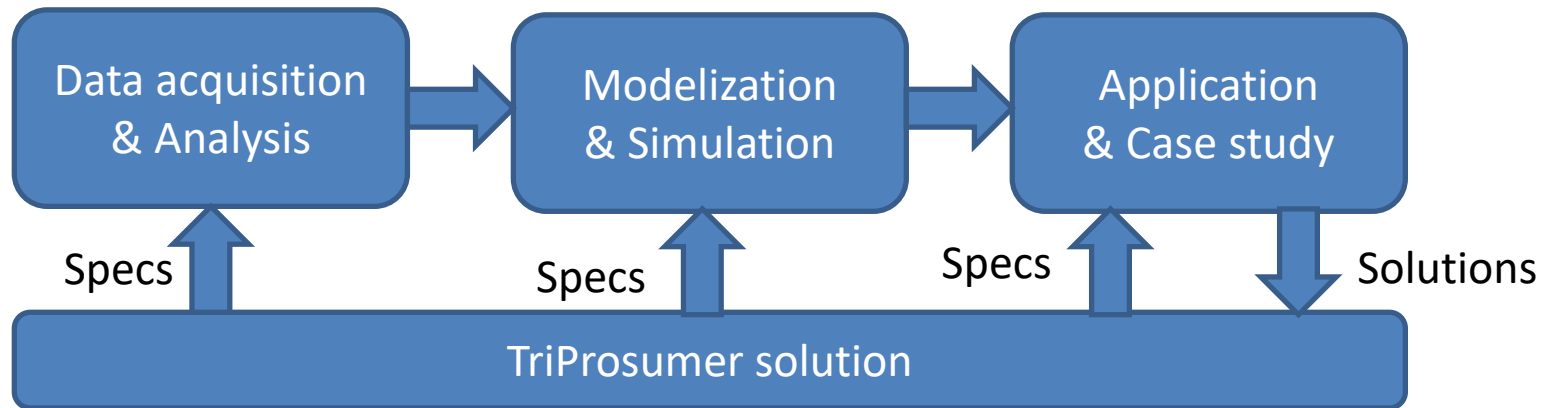 Data acquisition
& Analysis
Modelization
& Simulation
Application
& Case study
Specs
Specs
Specs
Solutions
TriProsumer solution